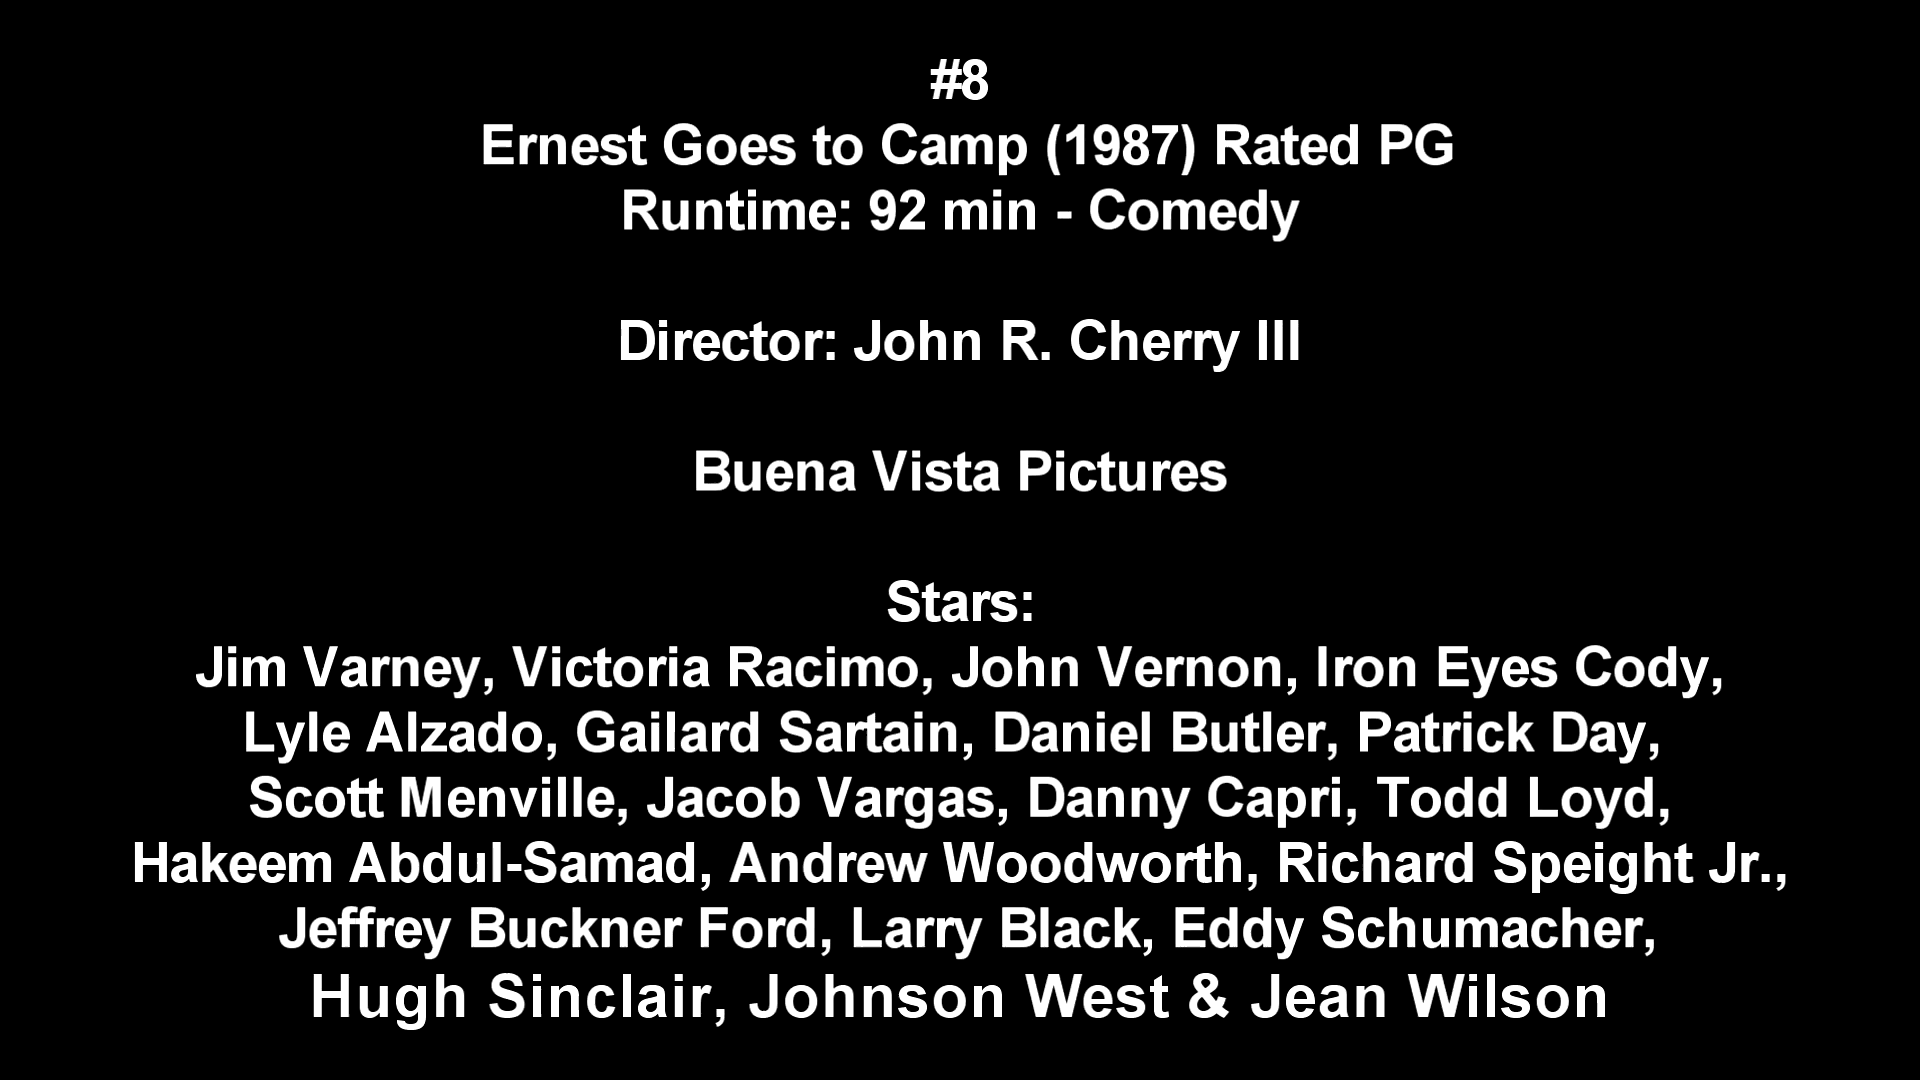 #8
Ernest Goes to Camp (1987) Rated PG
Runtime: 92 min - Comedy
Director: John R. Cherry III
Buena Vista Pictures
Stars:
Jim Varney, Victoria Racimo, John Vernon, Iron Eyes Cody,
Lyle Alzado, Gailard Sartain, Daniel Butler, Patrick Day,
Scott Menville, Jacob Vargas, Danny Capri, Todd Loyd,
Hakeem Abdul-Samad, Andrew Woodworth, Richard Speight Jr.,
Jeffrey Buckner Ford, Larry Black, Eddy Schumacher,
Hugh Sinclair, Johnson West & Jean Wilson